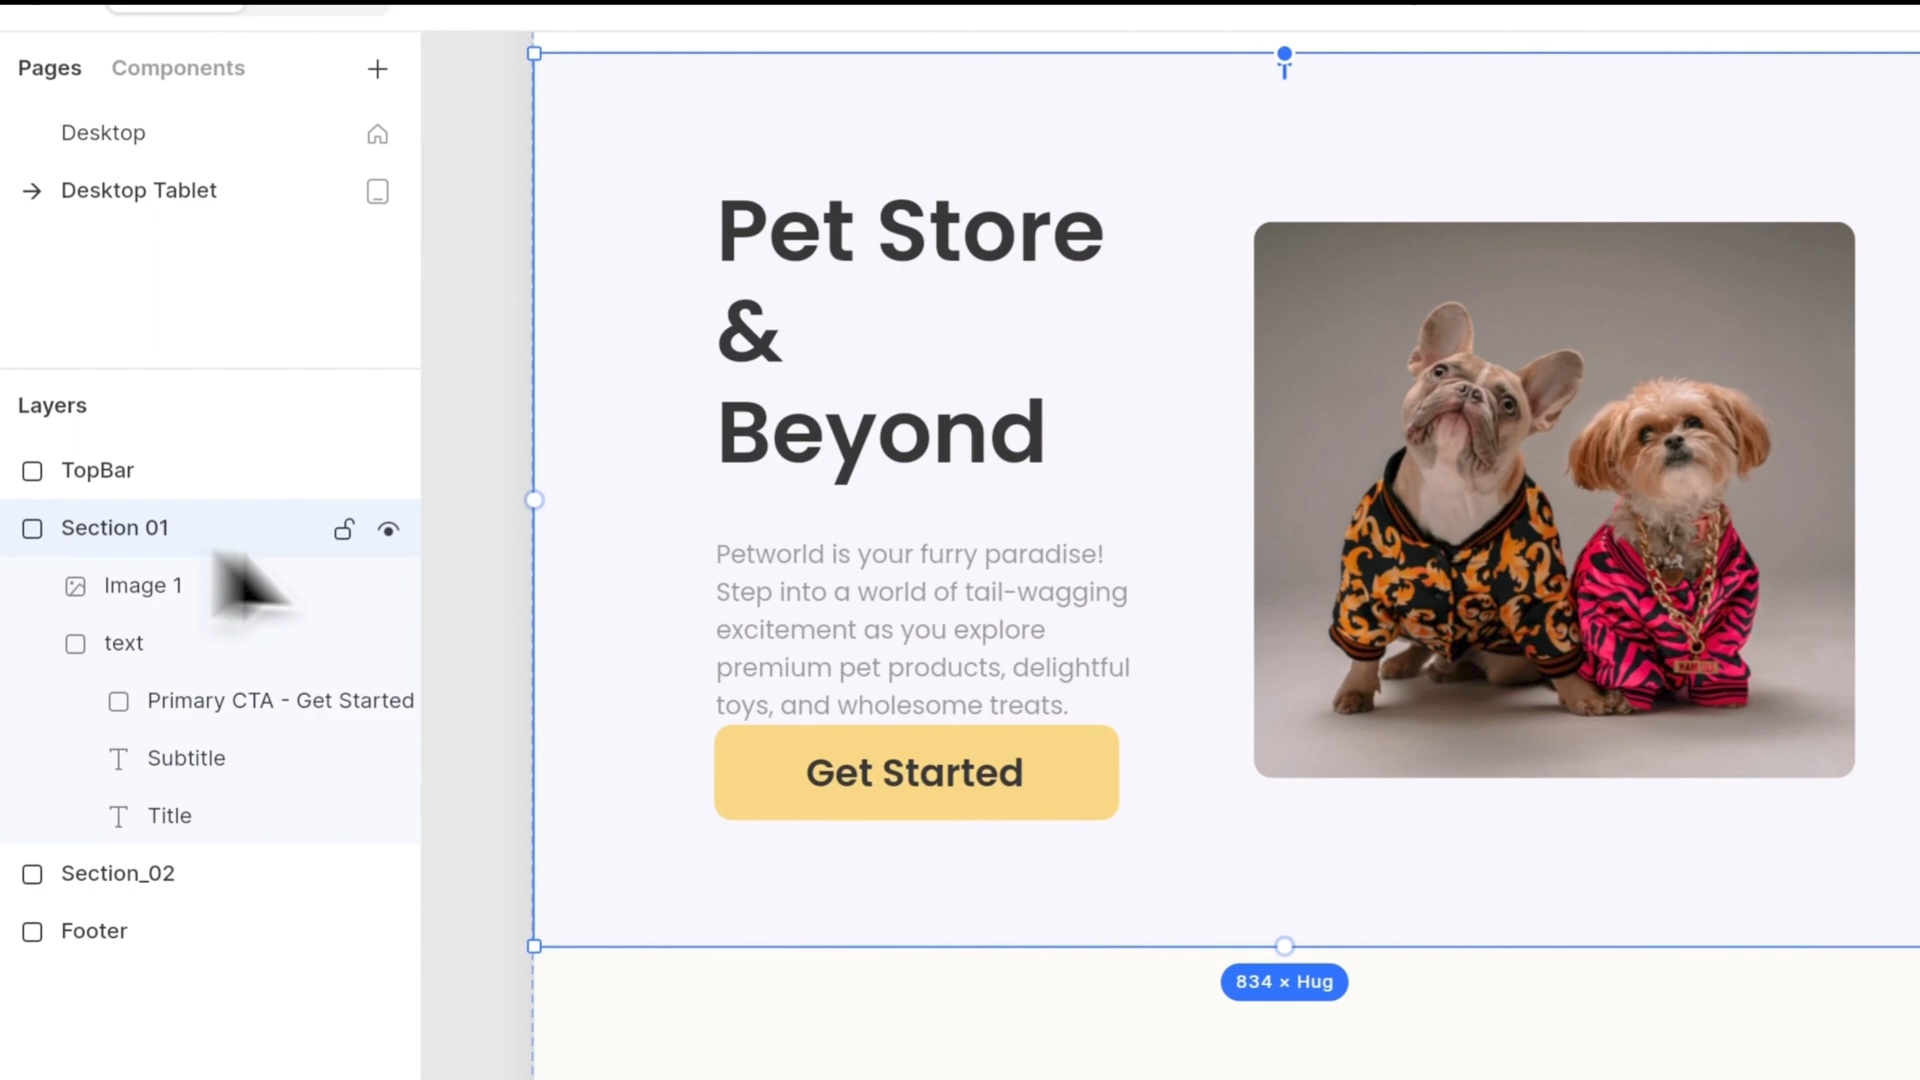 Pages Components
Desktop
Desktop Tablet
Layers
TopBar
Section 01
Image 1
text
Primary CTA - Get Started
Subtitle
Title
Section_02
Footer
Pet Store
&
Beyond
Petworld is your furry paradise!
Step into a world of tail-wagging
excitement as you explore
premium pet products, delightful
toys, and wholesome treats.
Get Started
834 × Hug